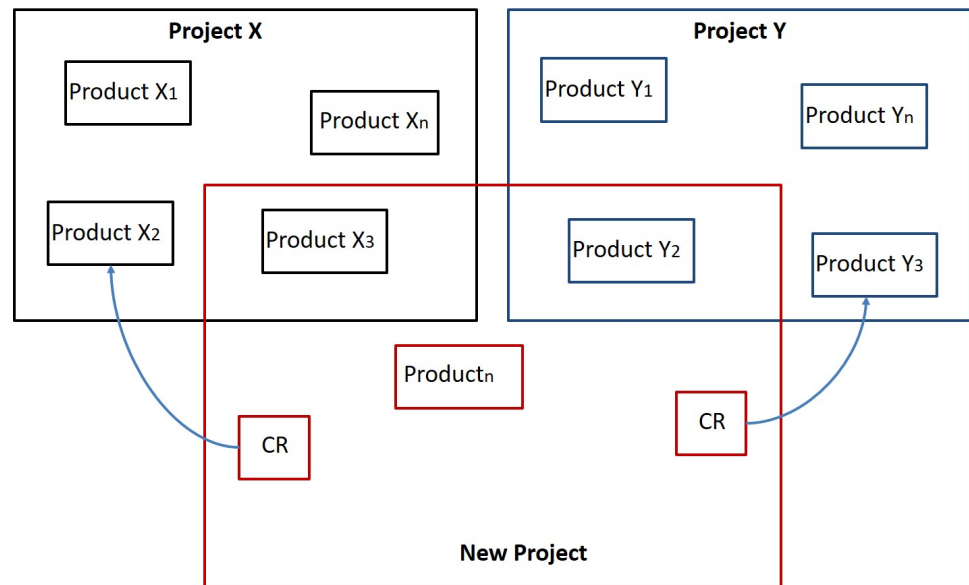 Project X
Project Y
Product X1
Product Xn
Product Y1
Product Yn
Product X2
Product X3
Product Y2
Product Y3
Productn
CR
CR
New Project